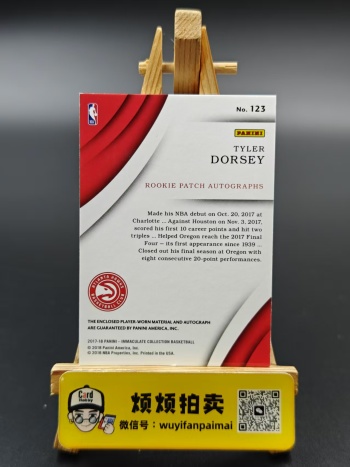 No. 123
PANINI
TYLER
DORSEY
ROOKIE PATCH AUTOGRAPHS
Made his NBA debut on Oct. 20, 2017 at
Charlotte ... Against Houston on Nov. 3, 2017,
scored his first 10 career points and hit two
triples ... Helped Oregon reach the 2017 Final
Four – its first appearance since 1939 ...
Closed out his final season at Oregon with
eight consecutive 20-point performances.
ATLANTA HAWKS
BASKETBALL CLUB
THE ENCLOSED PLAYER-WORN MATERIAL AND AUTOGRAPH
ARE GUARANTEED BY PANINI AMERICA, INC.
2017-18 PANINI - IMMACULATE COLLECTION BASKETBALL
© 2018 Panini America, Inc.
© 2018 NBA Properties, Inc. Printed in the USA.
Card
烦烦拍卖
微信号：wuyifanpaimai